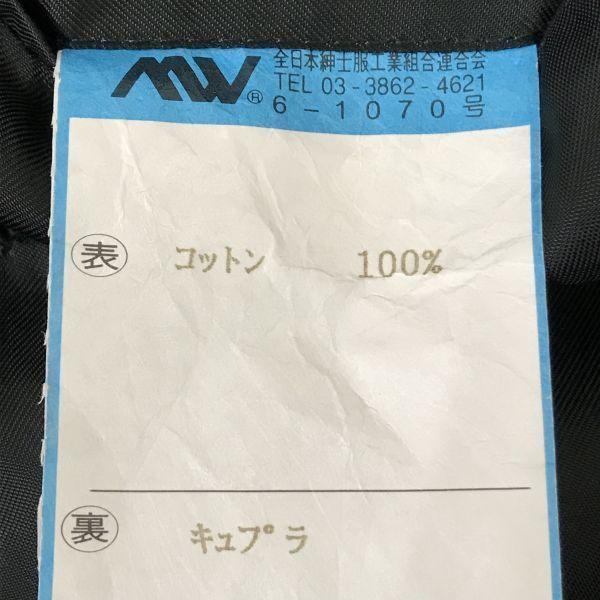 MW® 全日本紳士服工業組合連合会
TEL 03-3862-4621
6-1070号
表 コットン 100%
裏 キュプラ